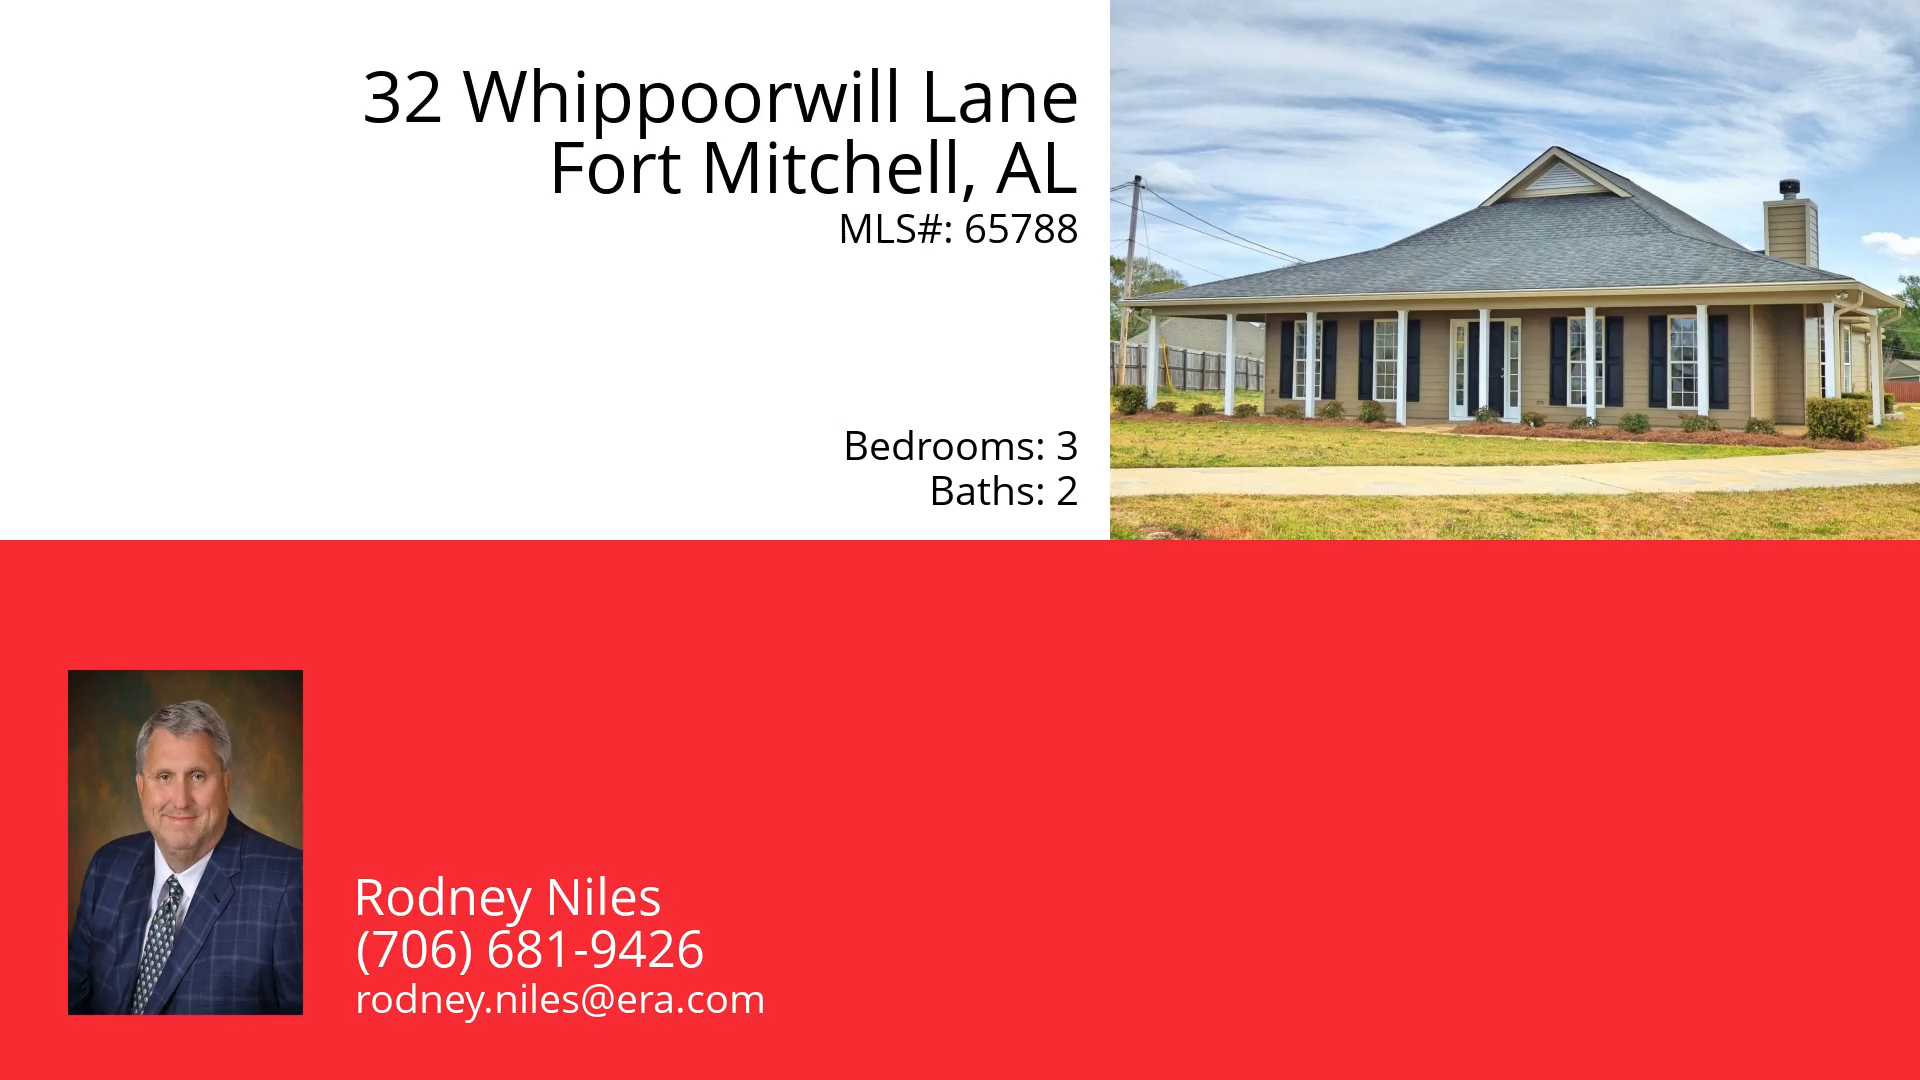 32 Whippoorwill Lane
Fort Mitchell, AL
MLS#: 65788
Bedrooms: 3
Baths: 2
Rodney Niles
(706) 681-9426
rodney.niles@era.com